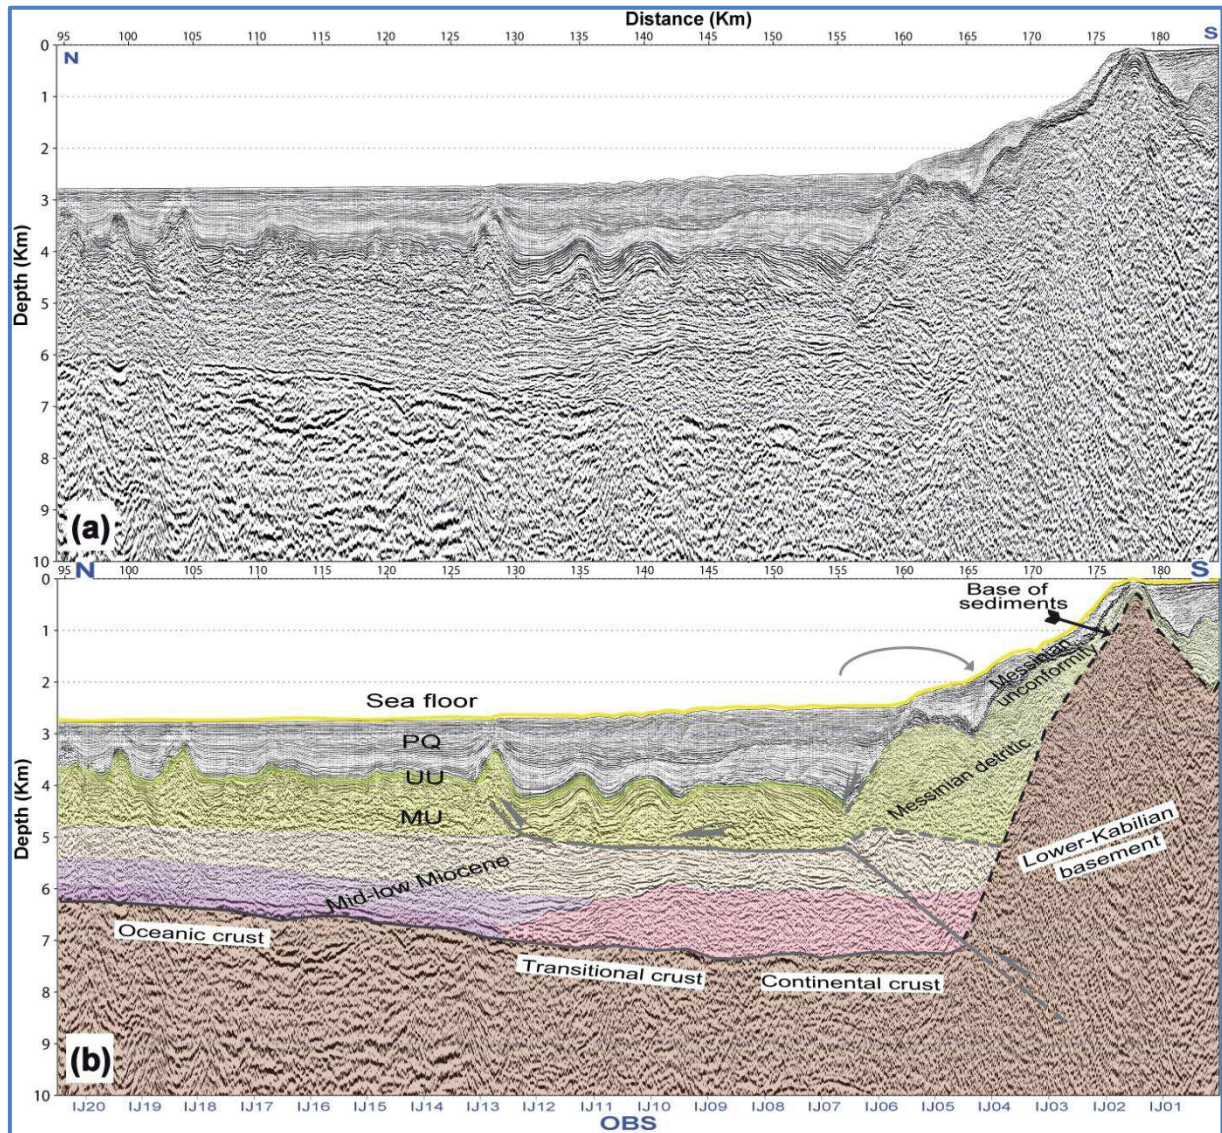 Distance (Km)
95 100 105 110 115 120 125 130 135 140 145 150 155 160 165 170 175 180
N S
0
1
2
3
4
5
6
7
8
9
10
Depth (Km)
(a)
95 100 105 110 115 120 125 130 135 140 145 150 155 160 165 170 175 180
N S
0
1
2
3
4
5
6
7
8
9
10
Depth (Km)
Base of
sediments
Messinian
unconformity
Sea floor
PQ
UU
MU
Messinian detritic
Mid-low Miocene
Lower-Kabilian
basement
Oceanic crust
Transitional crust
Continental crust
(b)
IJ20 IJ19 IJ18 IJ17 IJ16 IJ15 IJ14 IJ13 IJ12 IJ11 IJ10 IJ09 IJ08 IJ07 IJ06 IJ05 IJ04 IJ03 IJ02 IJ01
OBS